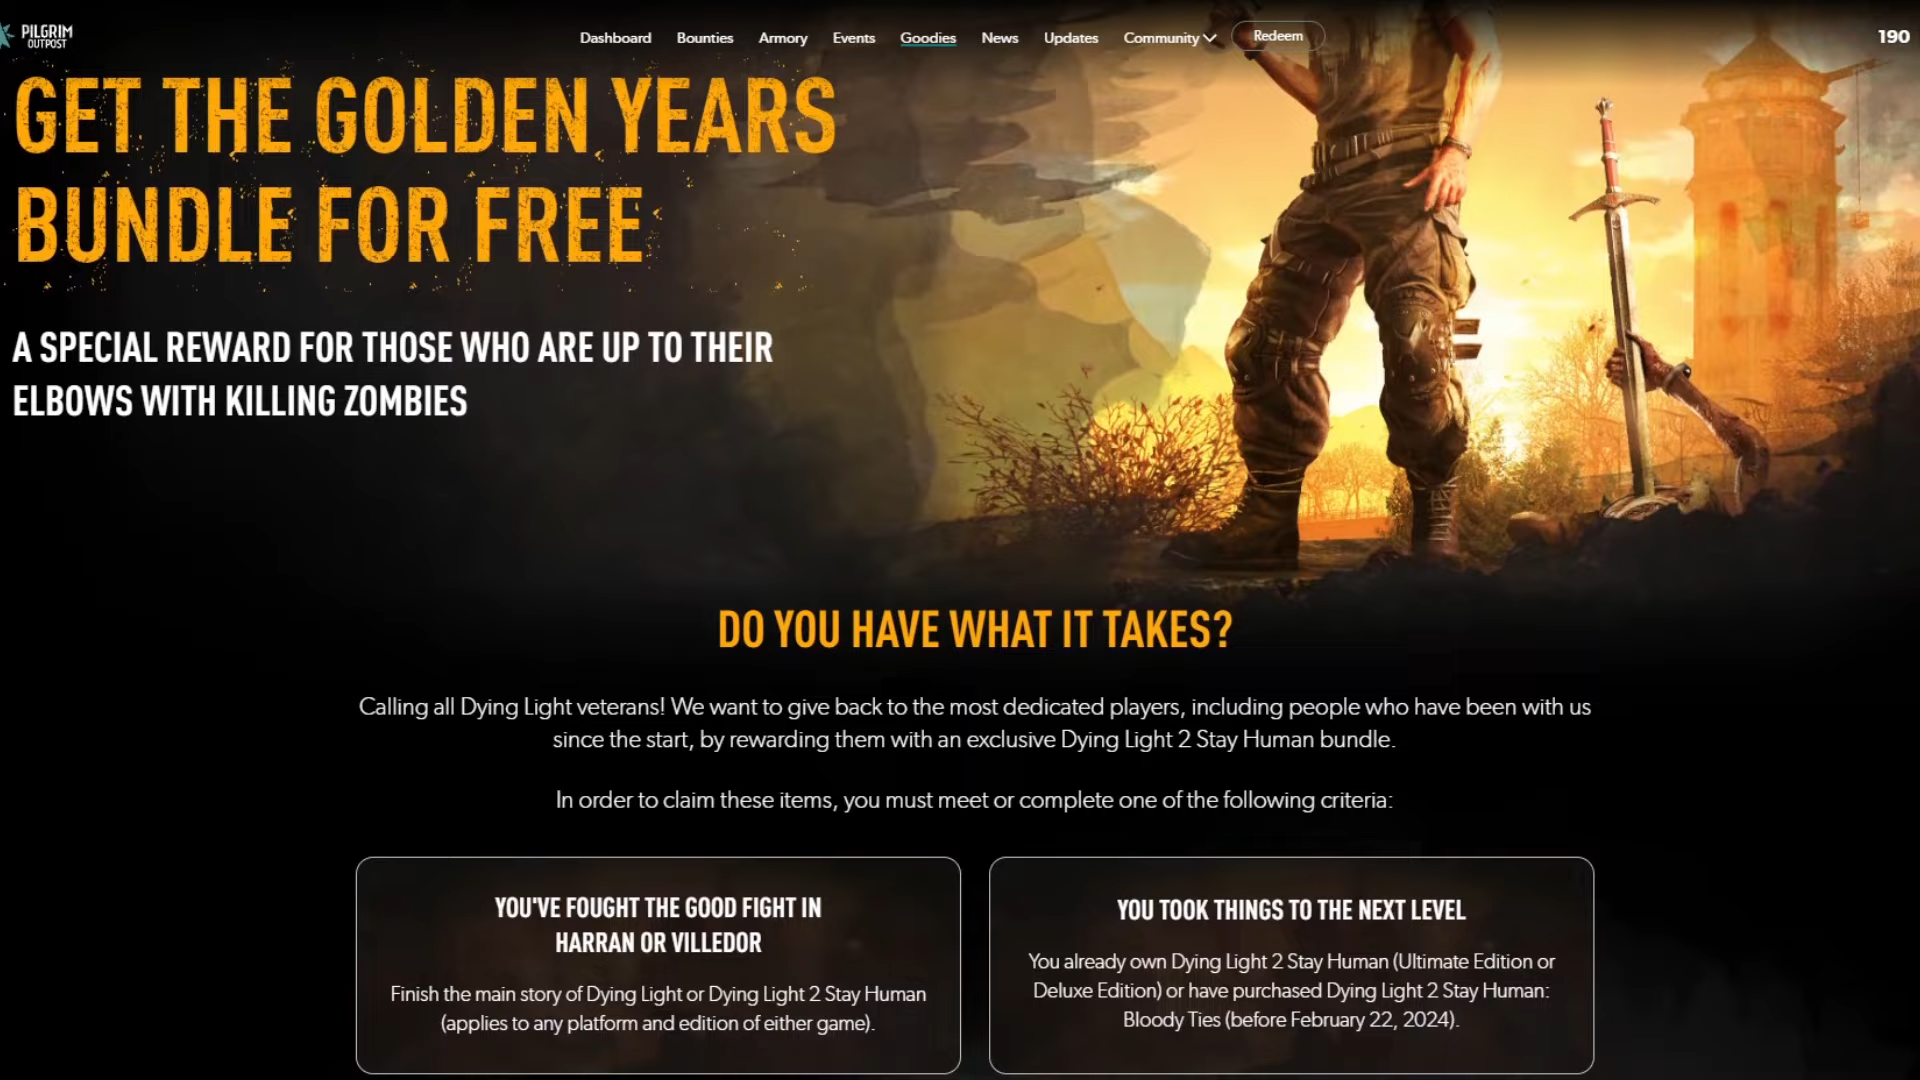 PILGRIM
OUTPOST
Dashboard
Bounties
Armory
Events
Goodies
News
Updates
Community
Redeem
190
GET THE GOLDEN YEARS
BUNDLE FOR FREE
A SPECIAL REWARD FOR THOSE WHO ARE UP TO THEIR
ELBOWS WITH KILLING ZOMBIES
DO YOU HAVE WHAT IT TAKES?
Calling all Dying Light veterans! We want to give back to the most dedicated players, including people who have been with us
since the start, by rewarding them with an exclusive Dying Light 2 Stay Human bundle.
In order to claim these items, you must meet or complete one of the following criteria:
YOU'VE FOUGHT THE GOOD FIGHT IN
HARRAN OR VILLEDOR
Finish the main story of Dying Light or Dying Light 2 Stay Human
(applies to any platform and edition of either game).
YOU TOOK THINGS TO THE NEXT LEVEL
You already own Dying Light 2 Stay Human (Ultimate Edition or
Deluxe Edition) or have purchased Dying Light 2 Stay Human:
Bloody Ties (before February 22, 2024).